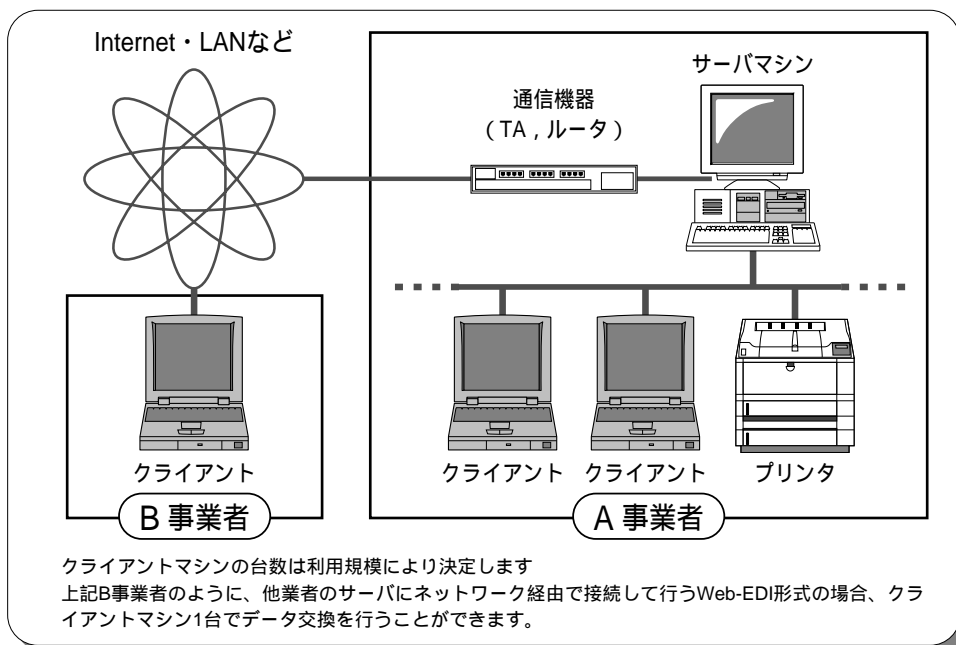 Internet・LANなど
サーバマシン
通信機器
（TA，ルータ）
クライアント
クライアント
クライアント
プリンタ
B 事業者
A 事業者
クライアントマシンの台数は利用規模により決定します
上記B事業者のように、他業者のサーバにネットワーク経由で接続して行うWeb-EDI形式の場合、クラ
イアントマシン1台でデータ交換を行うことができます。